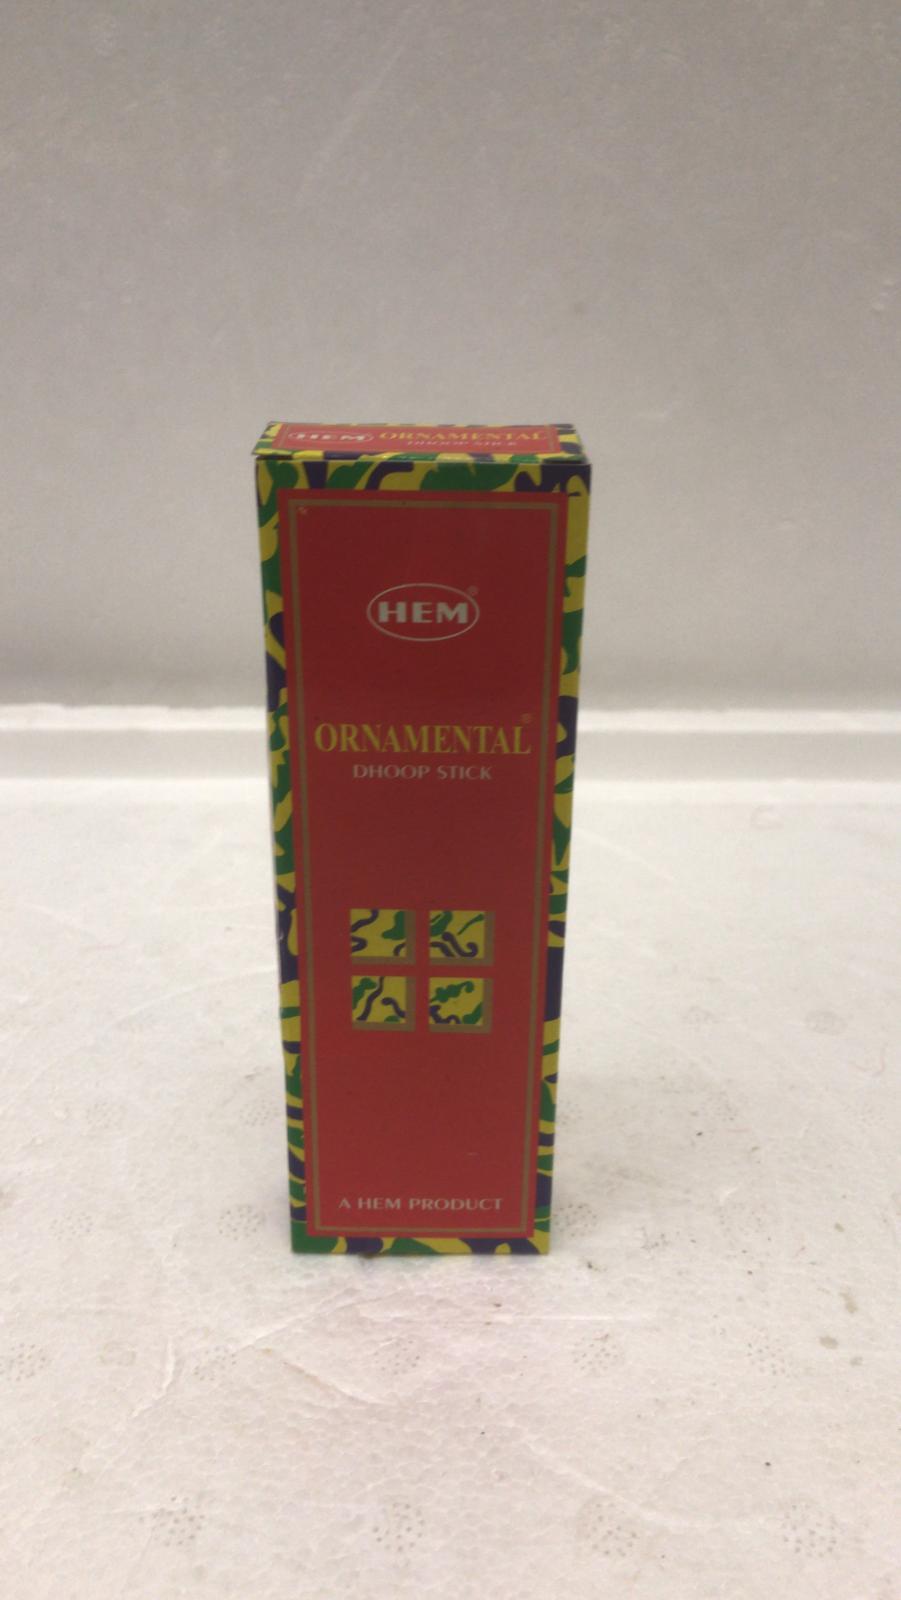 HEM ORNAMENTAL
DHOOP STICK
HEM®
ORNAMENTAL®
DHOOP STICK
A HEM PRODUCT